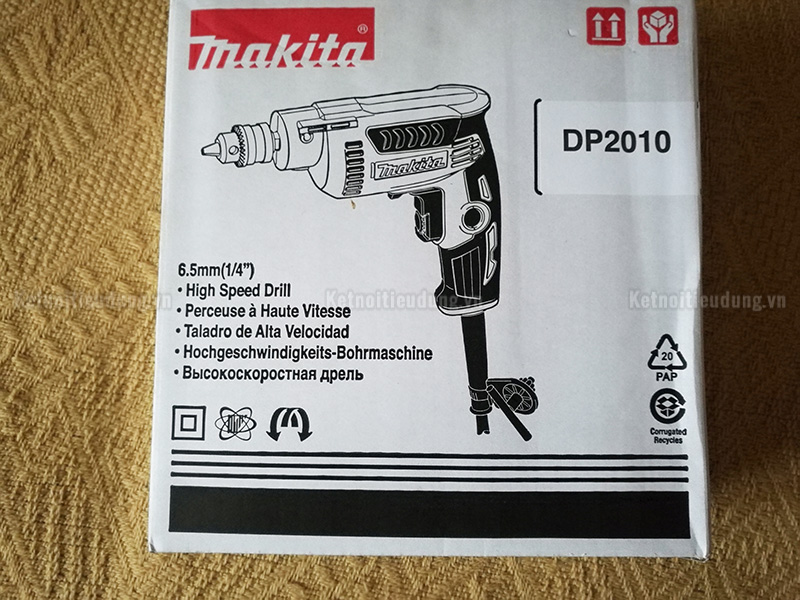 makita®
DP2010
makita
6.5mm(1/4")
• High Speed Drill
• Perceuse à Haute Vitesse
• Taladro de Alta Velocidad
• Hochgeschwindigkeits-Bohrmaschine
• Высокоскоростная дрель
Ketnoitieudung.vn Ketnoitieudung.vn Ketnoitieudung.vn
20
PAP
Corrugated
Recycles